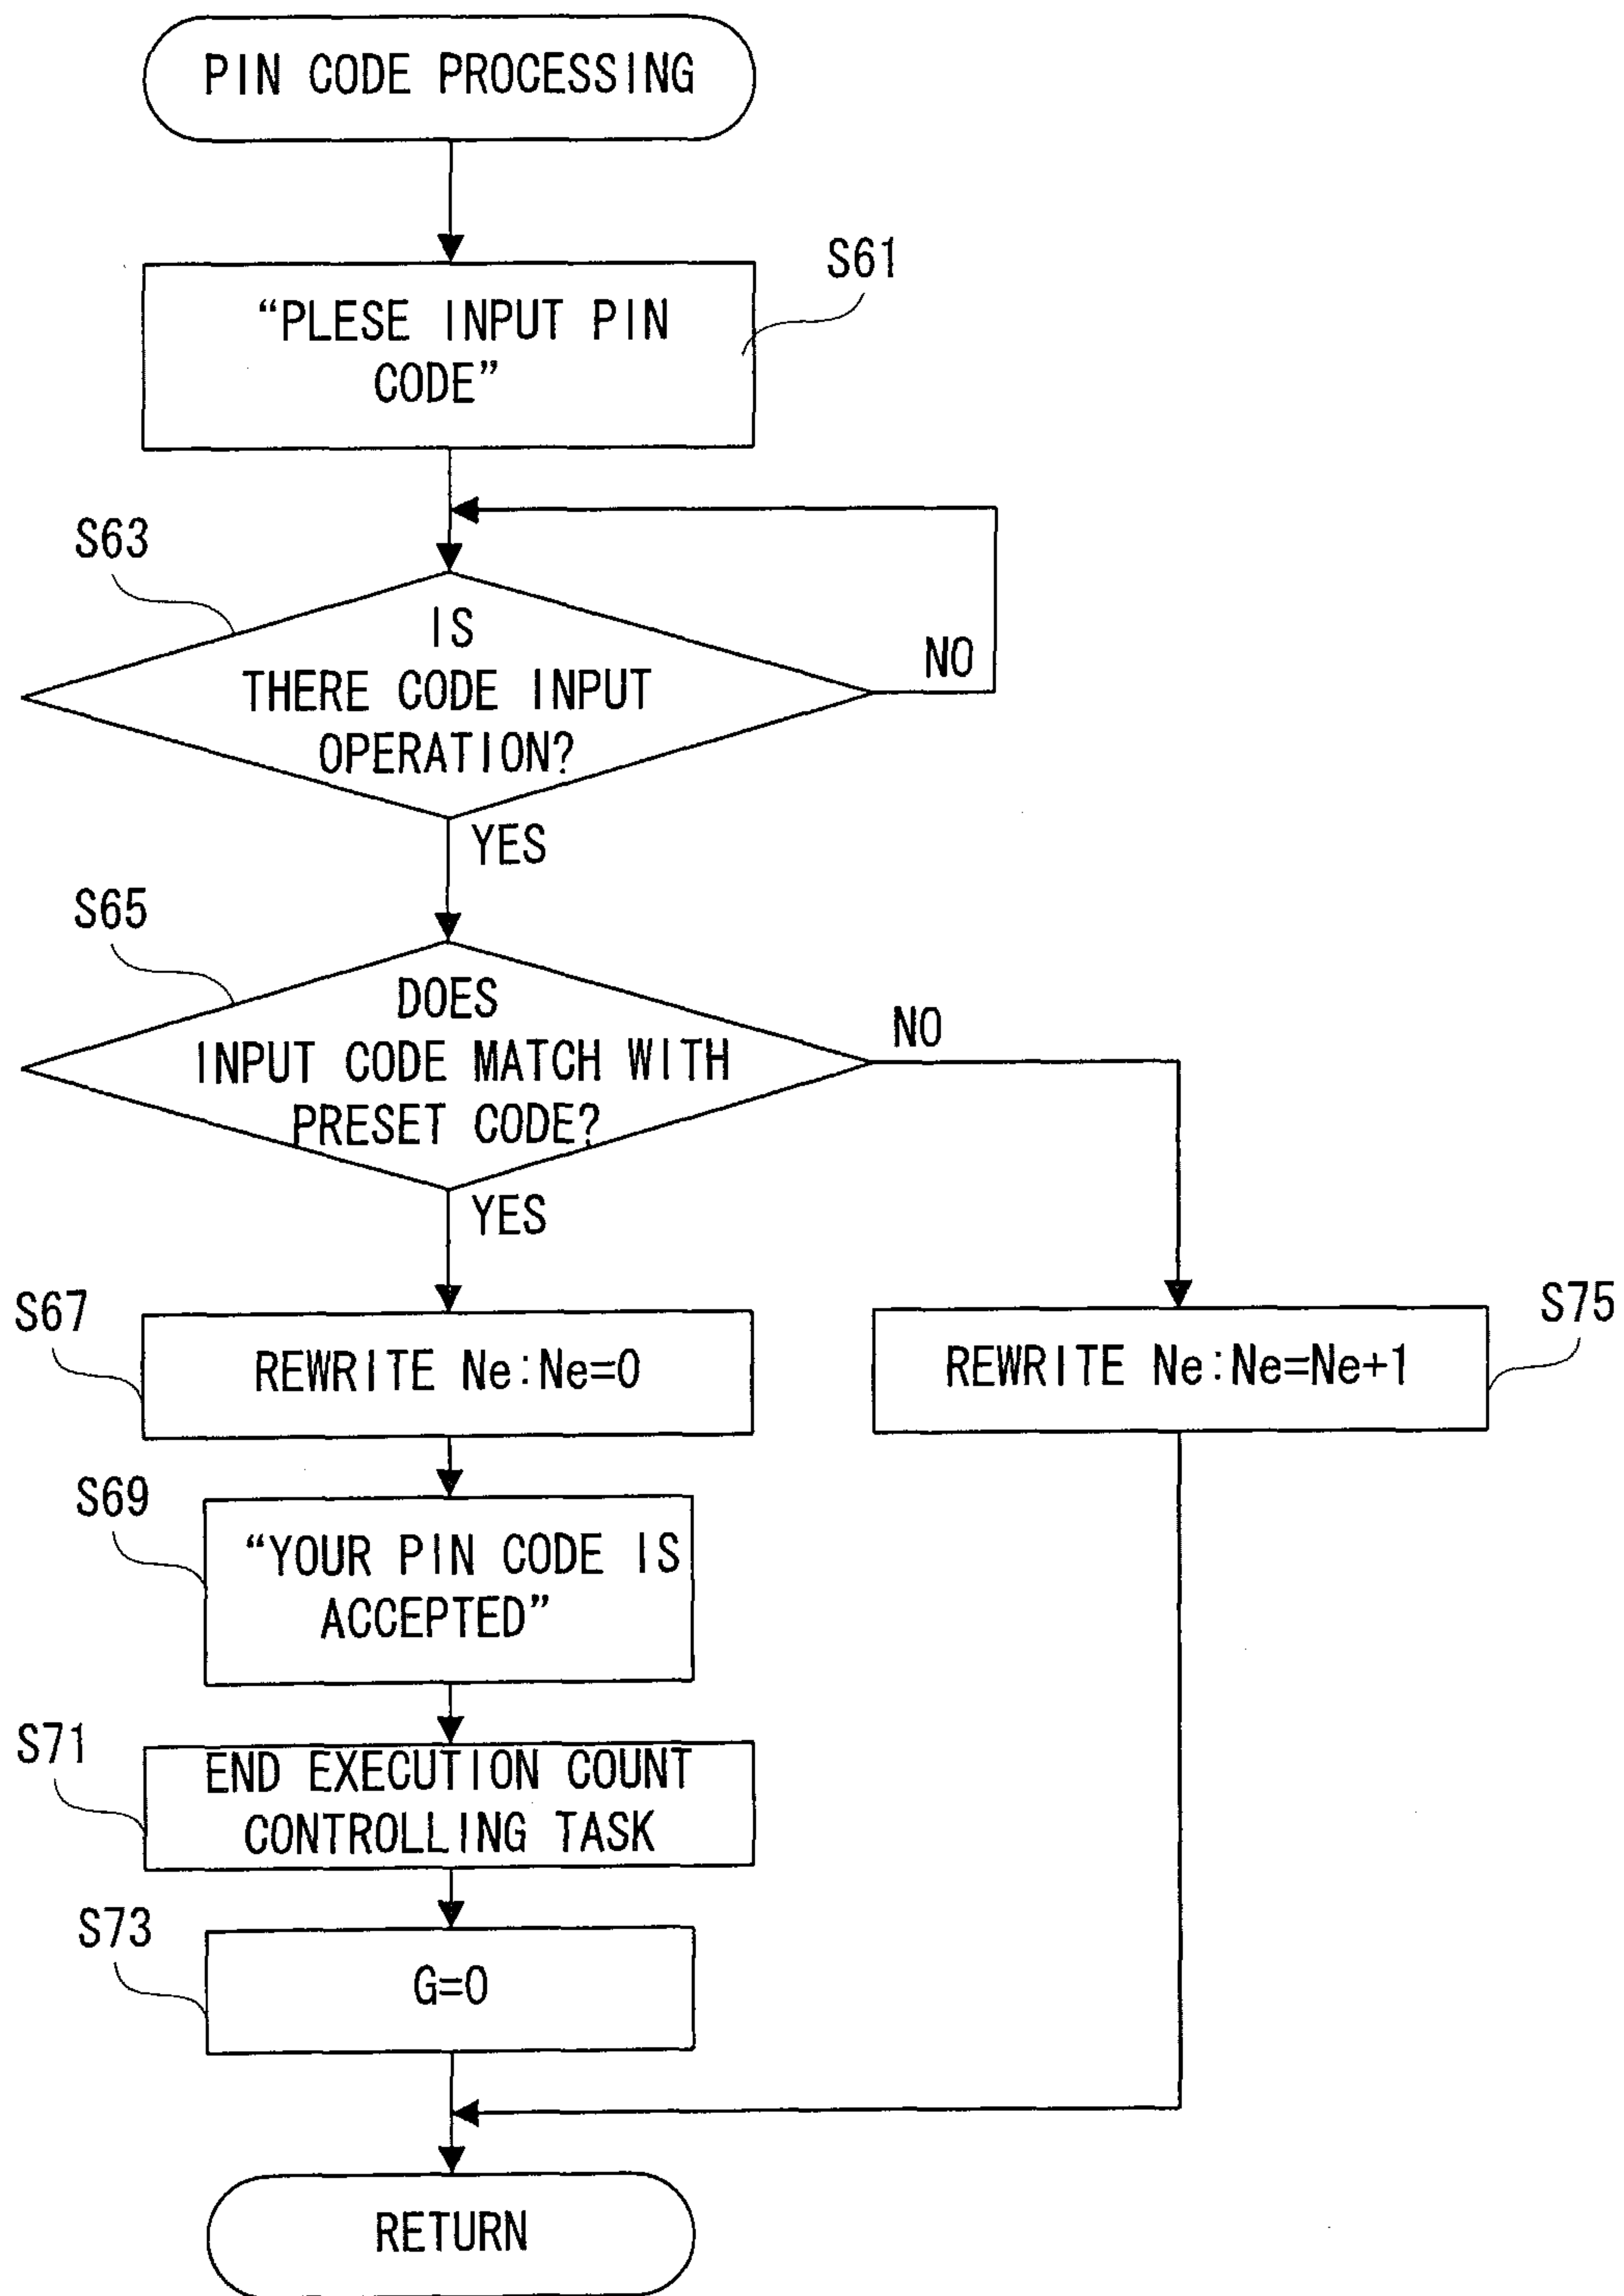 PIN CODE PROCESSING
S61
“PLESE INPUT PIN
CODE”
S63
IS
THERE CODE INPUT
OPERATION?
NO
YES
S65
DOES
INPUT CODE MATCH WITH
PRESET CODE?
NO
YES
S67
REWRITE Ne:Ne=0
S75
REWRITE Ne:Ne=Ne+1
S69
“YOUR PIN CODE IS
ACCEPTED”
S71
END EXECUTION COUNT
CONTROLLING TASK
S73
G=0
RETURN